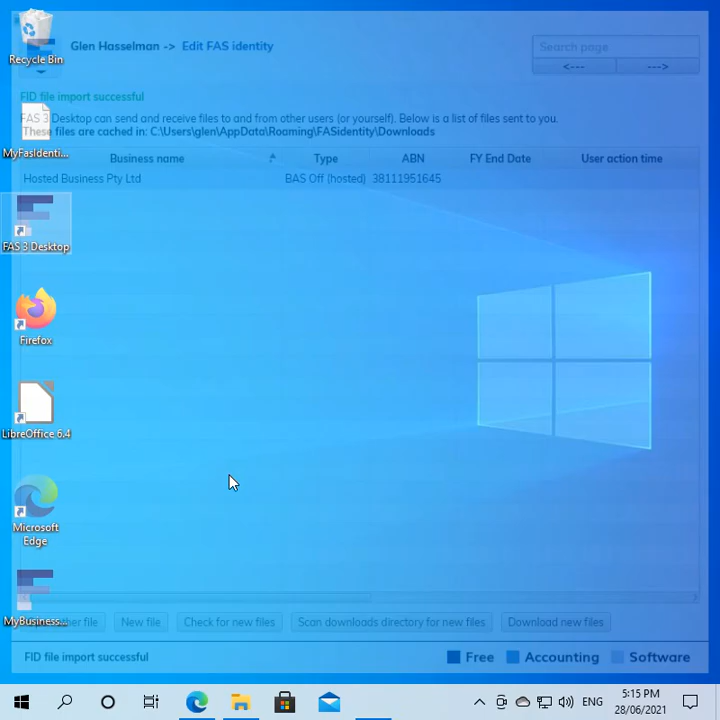 Recycle Bin
Glen Hasselman -> Edit FAS identity
Search page
<---
--->
FID file import successful
FAS 3 Desktop can send and receive files to and from other users (or yourself). Below is a list of files sent to you.
These files are cached in: C:\Users\glen\AppData\Roaming\FASidentity\Downloads
MyFasIdenti...
Business name
Type
ABN
FY End Date
User action time
Hosted Business Pty Ltd
BAS Off (hosted)
38111951645
FAS 3 Desktop
Firefox
LibreOffice 6.4
Microsoft
Edge
MyBusiness...
file
New file
Check for new files
Scan downloads directory for new files
Download new files
FID file import successful
Free
Accounting
Software
ENG
5:15 PM
28/06/2021